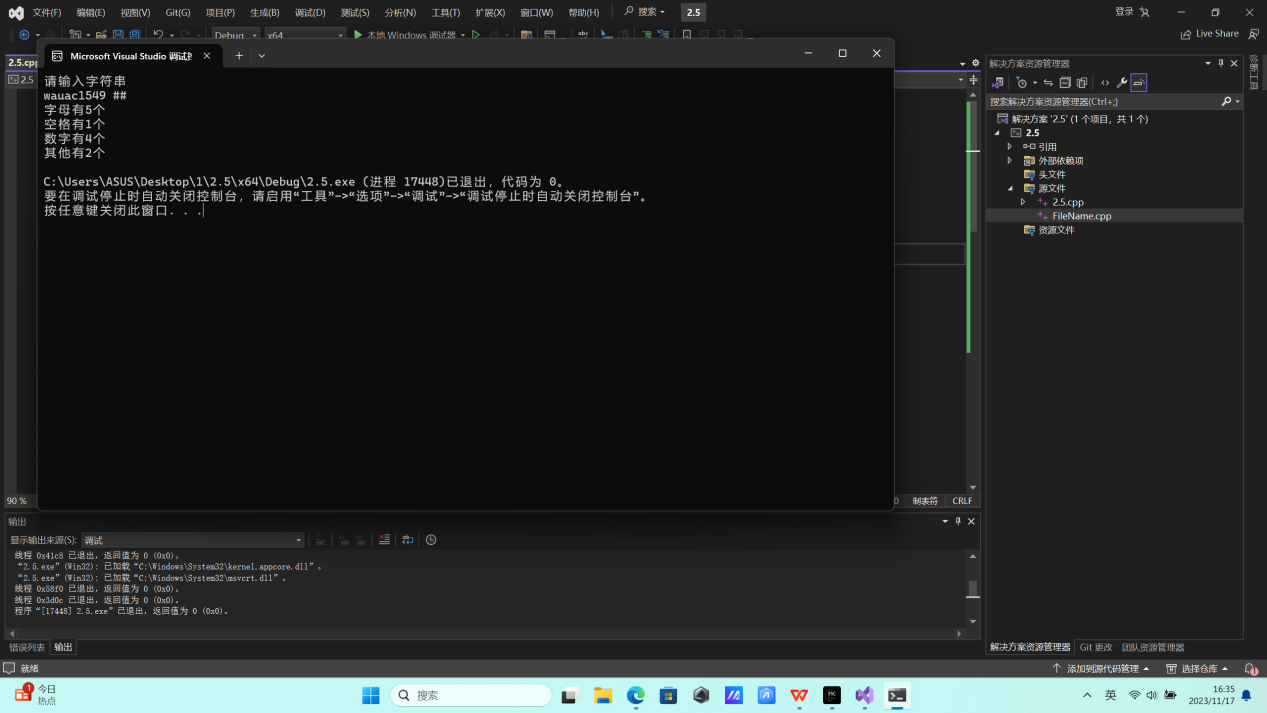 文件(F) 编辑(E) 视图(V) Git(G) 项目(P) 生成(B) 调试(D) 测试(S) 分析(N) 工具(T) 扩展(X) 窗口(W) 帮助(H) 搜索 2.5 登录
Debug x64 本地 Windows 调试器 Live Share
2.5.cpp
2.5
Microsoft Visual Studio 调试
请输入字符串
wauac1549 ##
字母有5个
空格有1个
数字有4个
其他有2个
C:\Users\ASUS\Desktop\1\2.5\x64\Debug\2.5.exe (进程 17448)已退出，代码为 0。
要在调试停止时自动关闭控制台，请启用“工具”->“选项”->“调试”->“调试停止时自动关闭控制台”。
按任意键关闭此窗口. . .
解决方案资源管理器
搜索解决方案资源管理器(Ctrl+;)
解决方案 '2.5' (1 个项目，共 1 个)
2.5
引用
外部依赖项
头文件
源文件
2.5.cpp
FileName.cpp
资源文件
诊断工具
90 % 制表符 CRLF
输出
显示输出来源(S): 调试
线程 0x41c8 已退出，返回值为 0 (0x0)。
“2.5.exe”(Win32): 已加载“C:\Windows\System32\kernel.appcore.dll”。
“2.5.exe”(Win32): 已加载“C:\Windows\System32\msvcrt.dll”。
线程 0x58f0 已退出，返回值为 0 (0x0)。
线程 0x3d0c 已退出，返回值为 0 (0x0)。
程序“[17448] 2.5.exe”已退出，返回值为 0 (0x0)。
错误列表 输出
解决方案资源管理器 Git 更改 团队资源管理器
就绪 添加到源代码管理 选择仓库 1
1 今日
热点
搜索
英
16:35
2023/11/17